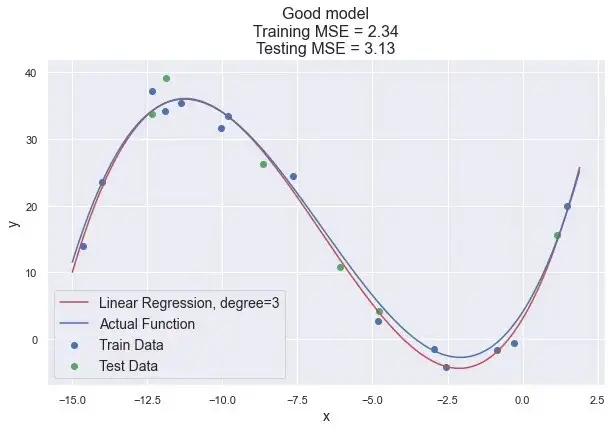 Good model
Training MSE = 2.34
Testing MSE = 3.13
40
30
20
10
0
y
Linear Regression, degree=3
Actual Function
Train Data
Test Data
−15.0 −12.5 −10.0 −7.5 −5.0 −2.5 0.0 2.5
x